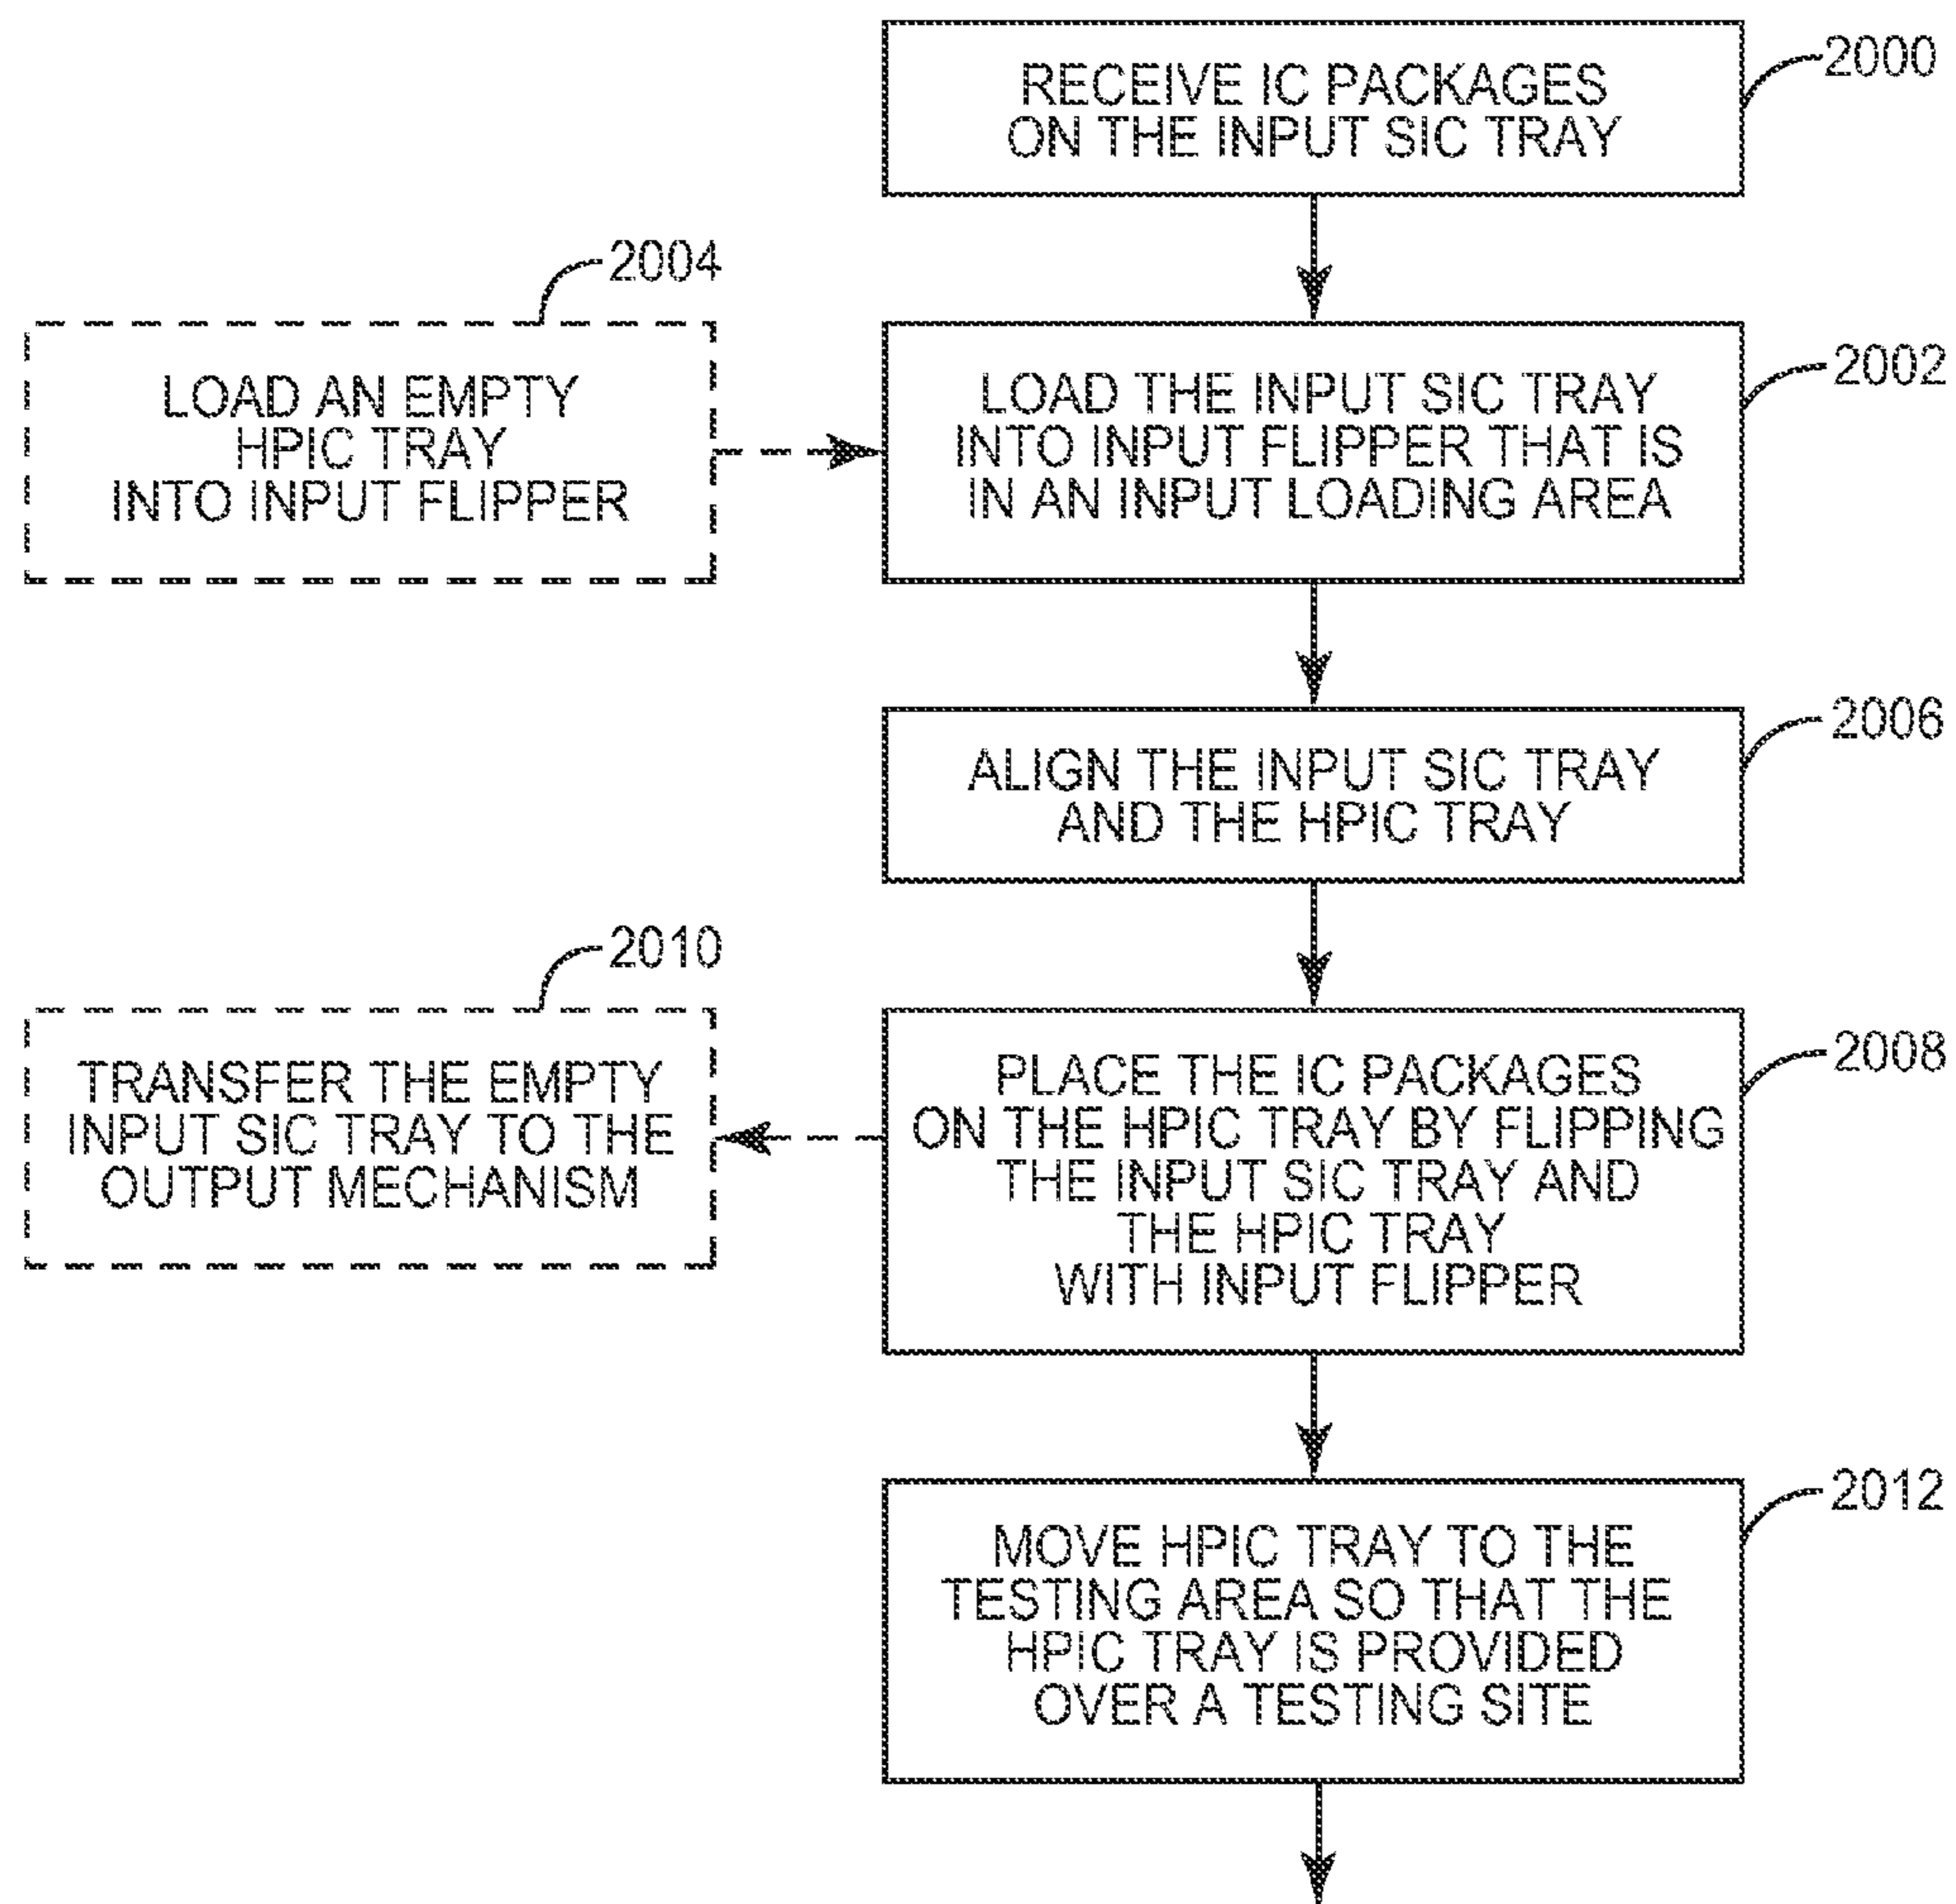 RECEIVE IC PACKAGES
ON THE INPUT SIC TRAY
2000
2004
LOAD AN EMPTY
HPIC TRAY
INTO INPUT FLIPPER
LOAD THE INPUT SIC TRAY
INTO INPUT FLIPPER THAT IS
IN AN INPUT LOADING AREA
2002
ALIGN THE INPUT SIC TRAY
AND THE HPIC TRAY
2006
2010
TRANSFER THE EMPTY
INPUT SIC TRAY TO THE
OUTPUT MECHANISM
PLACE THE IC PACKAGES
ON THE HPIC TRAY BY FLIPPING
THE INPUT SIC TRAY AND
THE HPIC TRAY
WITH INPUT FLIPPER
2008
MOVE HPIC TRAY TO THE
TESTING AREA SO THAT THE
HPIC TRAY IS PROVIDED
OVER A TESTING SITE
2012